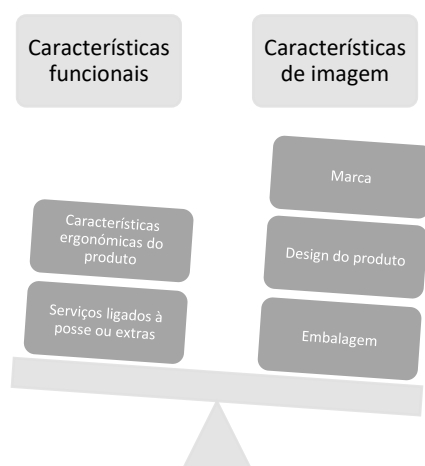 Características
funcionais
Características
de imagem
Marca
Características
ergonómicas do
produto
Design do produto
Serviços ligados à
posse ou extras
Embalagem